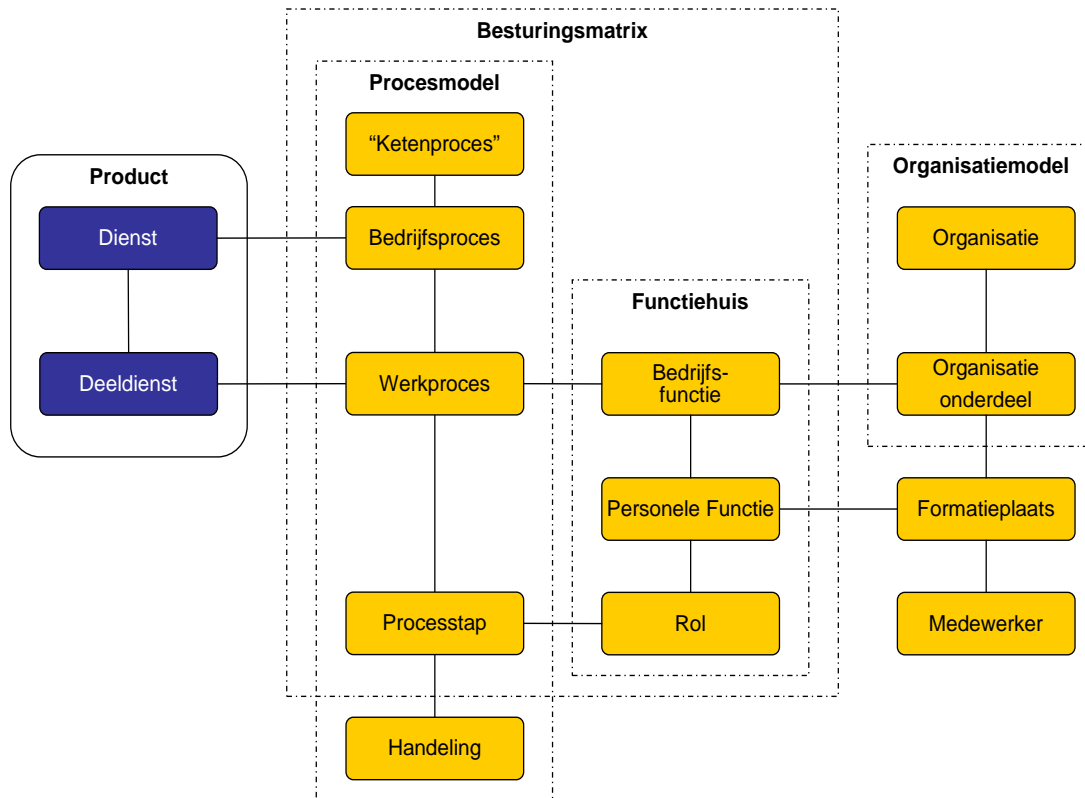 Besturingsmatrix
Procesmodel
“Ketenproces”
Product
Organisatiemodel
Dienst
Bedrijfsproces
Organisatie
Functiehuis
Deeldienst
Werkproces
Bedrijfs-
functie
Organisatie
onderdeel
Personele Functie
Formatieplaats
Processtap
Rol
Medewerker
Handeling